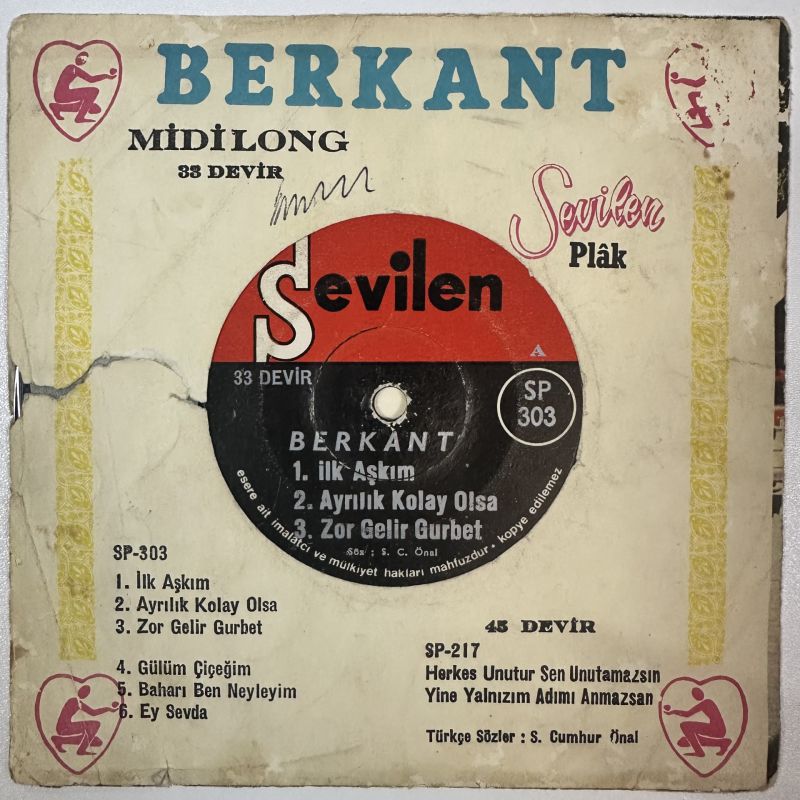 BERKANT
MİDİLONG
33 DEVİR
Sevilen
Plâk
Sevilen
A
33 DEVİR
SP
303
BERKANT
1. ilk Aşkım
2. Ayrılık Kolay Olsa
3. Zor Gelir Gurbet
Söz : S. C. Önal
esere ait imalatcı ve mülkiyet hakları mahfuzdur • kopye edilemez
SP-303
1. İlk Aşkım
2. Ayrılık Kolay Olsa
3. Zor Gelir Gurbet
4. Gülüm Çiçeğim
5. Baharı Ben Neyleyim
6. Ey Sevda
45 DEVİR
SP-217
Herkes Unutur Sen Unutamazsın
Yine Yalnızım Adımı Anmazsan
Türkçe Sözler : S. Cumhur Önal